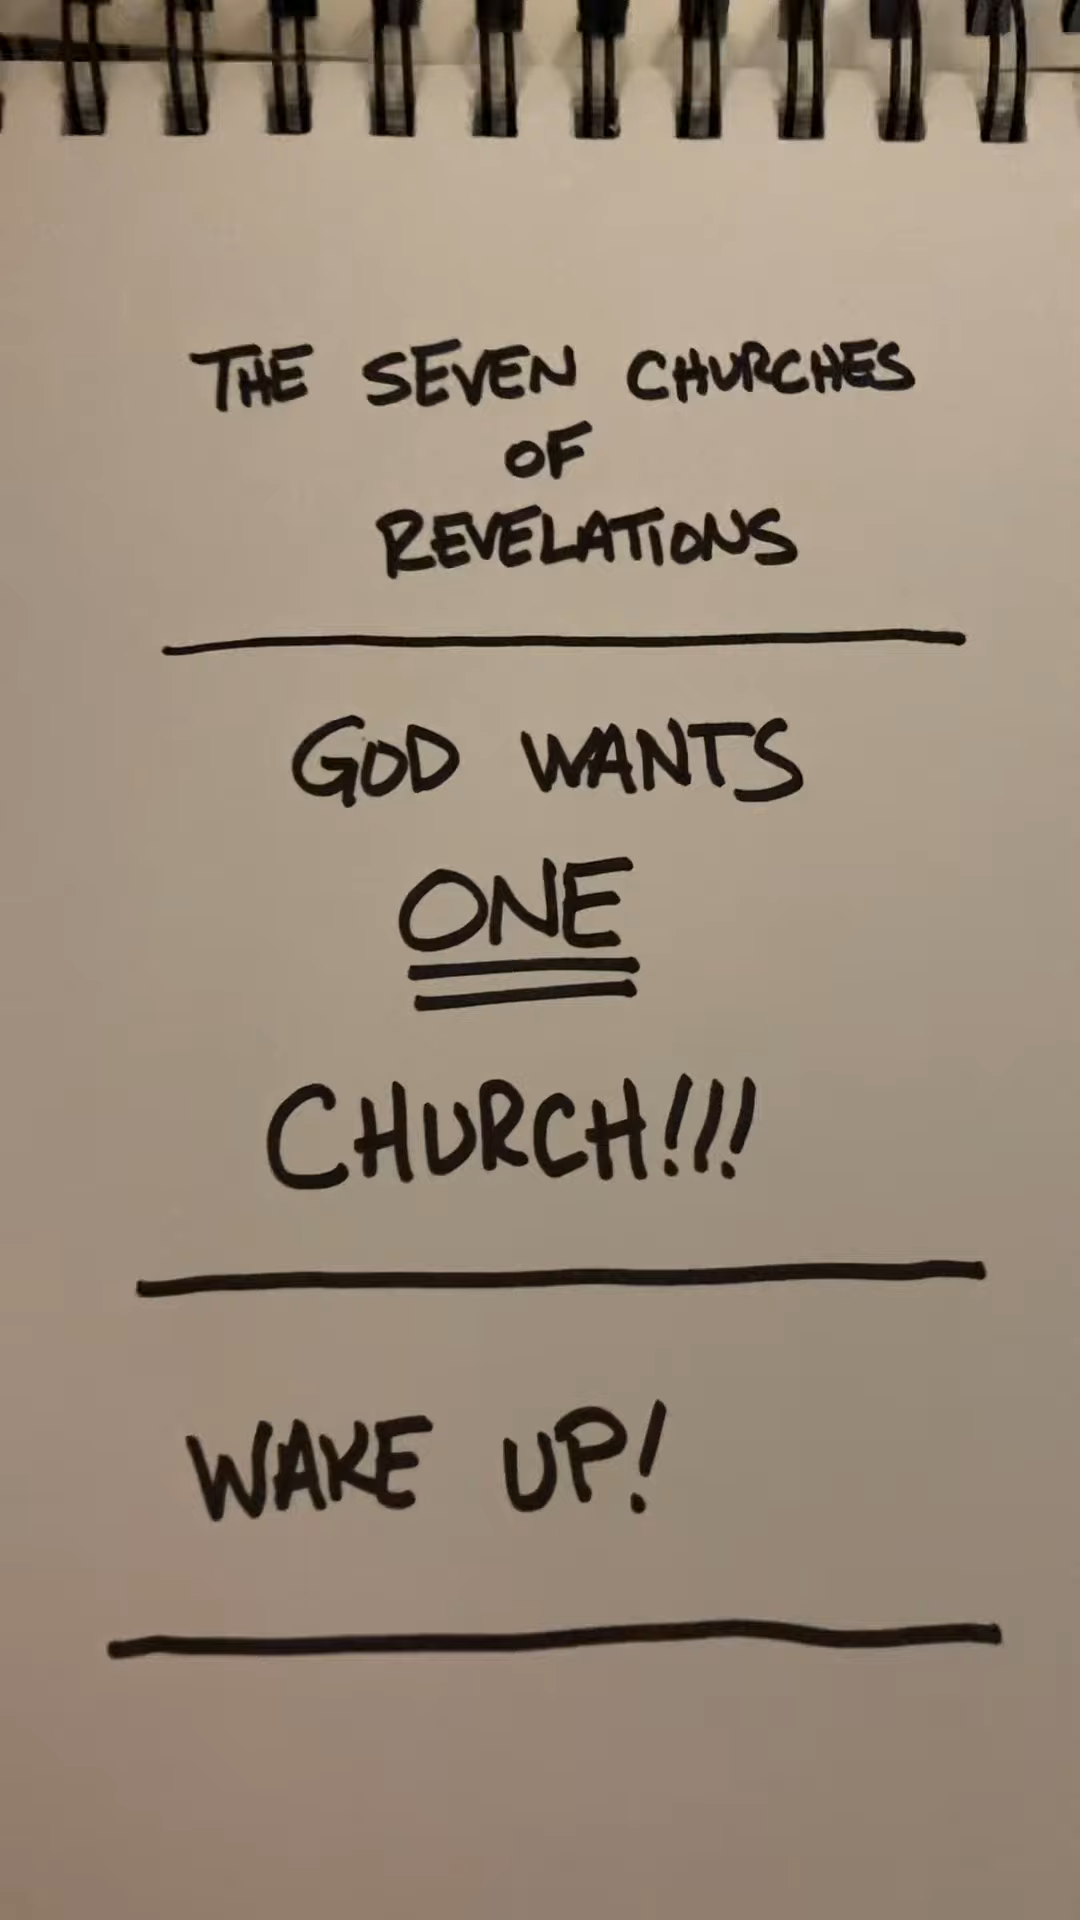 THE SEVEN CHURCHES
OF
REVELATIONS
GOD WANTS
ONE
CHURCH!!!
WAKE UP!